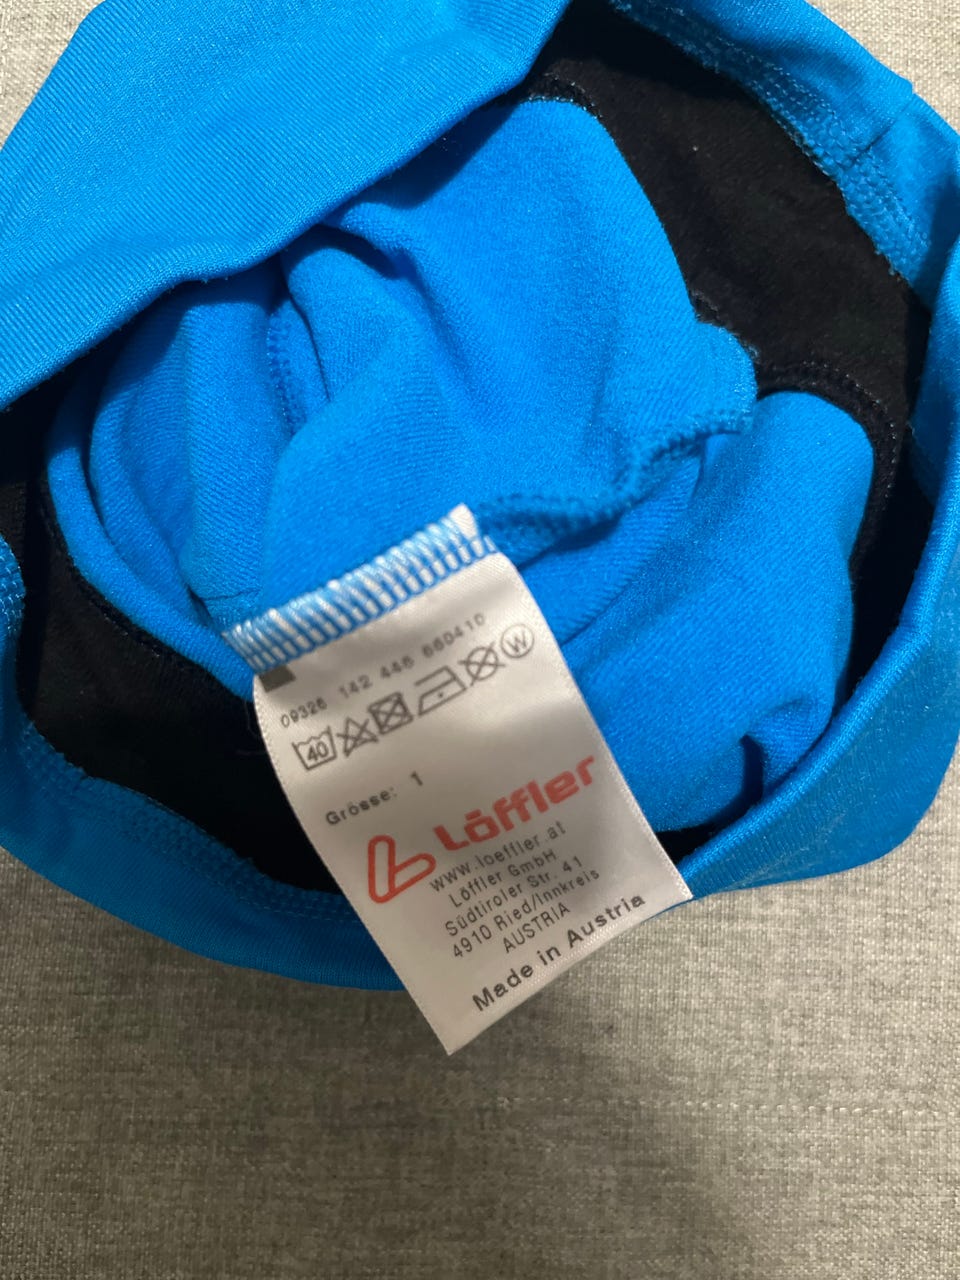 09326 142 446 660410
40 W
Grösse: 1
Löffler
www.loeffler.at
Löffler GmbH
Südtiroler Str. 41
4910 Ried/Innkreis
AUSTRIA
Made in Austria